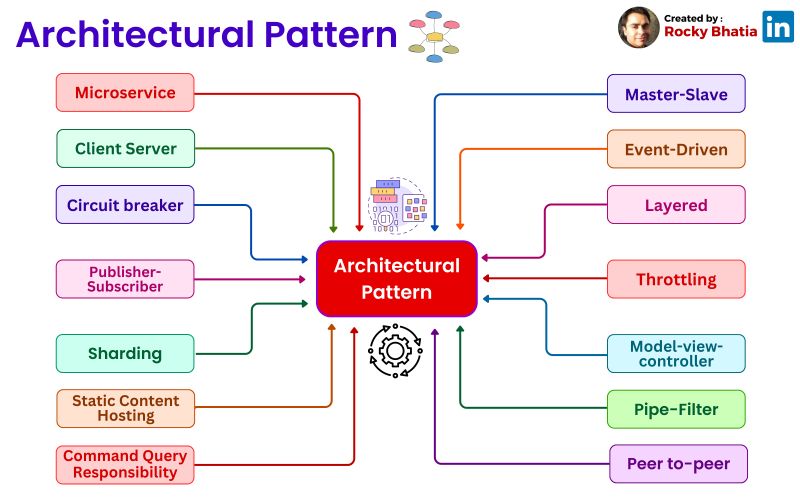 Architectural Pattern
Created by :
Rocky Bhatia
in
Microservice
Client Server
Circuit breaker
Publisher-
Subscriber
Sharding
Static Content
Hosting
Command Query
Responsibility
Architectural
Pattern
Master-Slave
Event-Driven
Layered
Throttling
Model-view-
controller
Pipe-Filter
Peer to-peer